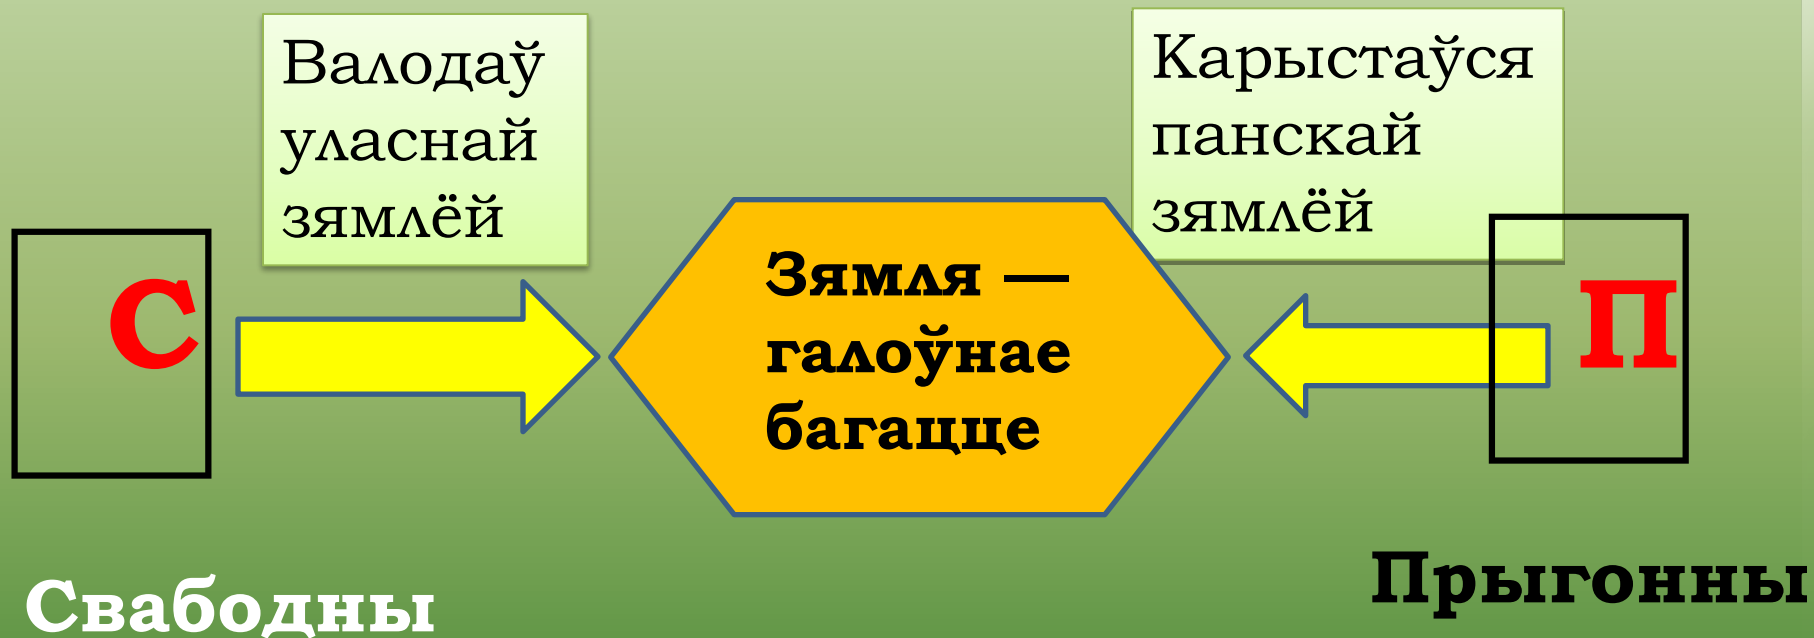 Валодаў
уласнай
зямлёй
Карыстаўся
панскай
зямлёй
С
Зямля —
галоўнае
багацце
П
Свабодны
Прыгонны